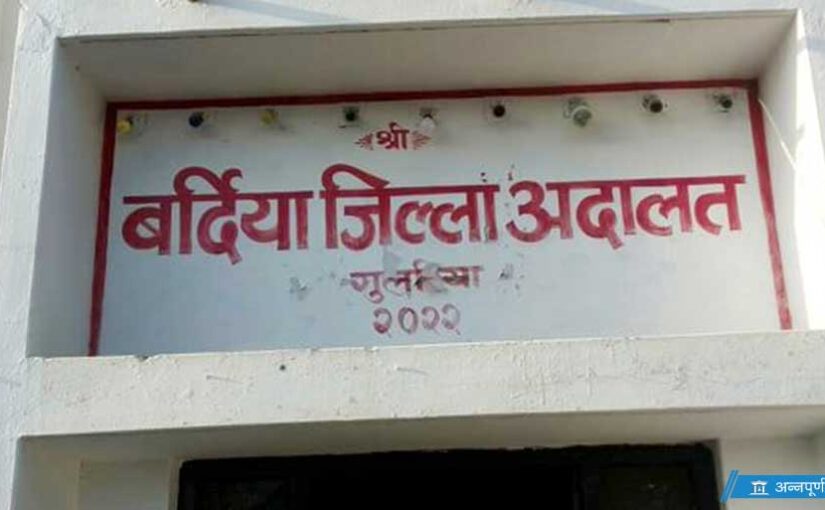 श्री
बर्दिया जिल्ला अदालत
गुलरिया
२०२२
अन्नपूर्ण